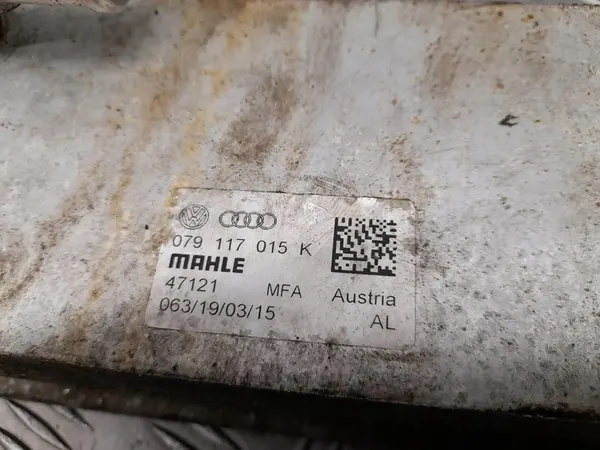 079 117 015 K
MAHLE
47121 MFA Austria
063/19/03/15 AL